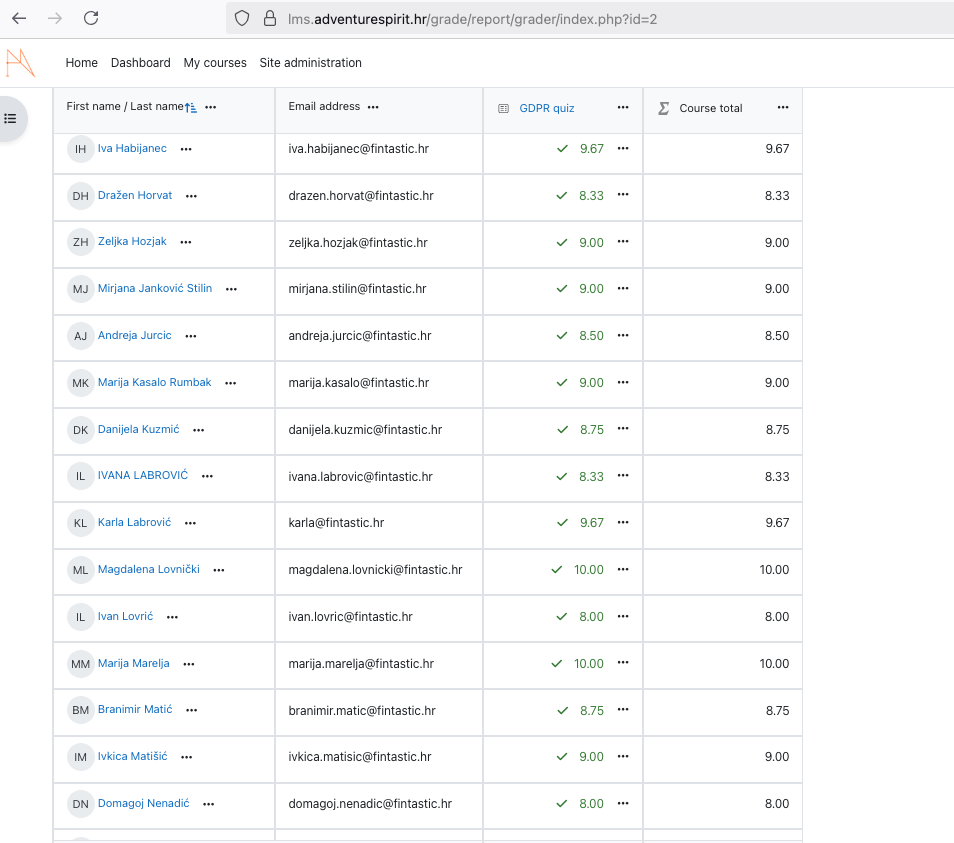 lms.adventurespirit.hr/grade/report/grader/index.php?id=2
Home Dashboard My courses Site administration
First name / Last name Email address GDPR quiz Course total
IH Iva Habijanec iva.habijanec@fintastic.hr 9.67 9.67
DH Dražen Horvat drazen.horvat@fintastic.hr 8.33 8.33
ZH Zeljka Hozjak zeljka.hozjak@fintastic.hr 9.00 9.00
MJ Mirjana Janković Stilin mirjana.stilin@fintastic.hr 9.00 9.00
AJ Andreja Jurcic andreja.jurcic@fintastic.hr 8.50 8.50
MK Marija Kasalo Rumbak marija.kasalo@fintastic.hr 9.00 9.00
DK Danijela Kuzmić danijela.kuzmic@fintastic.hr 8.75 8.75
IL IVANA LABROVIĆ ivana.labrovic@fintastic.hr 8.33 8.33
KL Karla Labrović karla@fintastic.hr 9.67 9.67
ML Magdalena Lovnički magdalena.lovnicki@fintastic.hr 10.00 10.00
IL Ivan Lovrić ivan.lovric@fintastic.hr 8.00 8.00
MM Marija Marelja marija.marelja@fintastic.hr 10.00 10.00
BM Branimir Matić branimir.matic@fintastic.hr 8.75 8.75
IM Ivkica Matišić ivkica.matisic@fintastic.hr 9.00 9.00
DN Domagoj Nenadić domagoj.nenadic@fintastic.hr 8.00 8.00